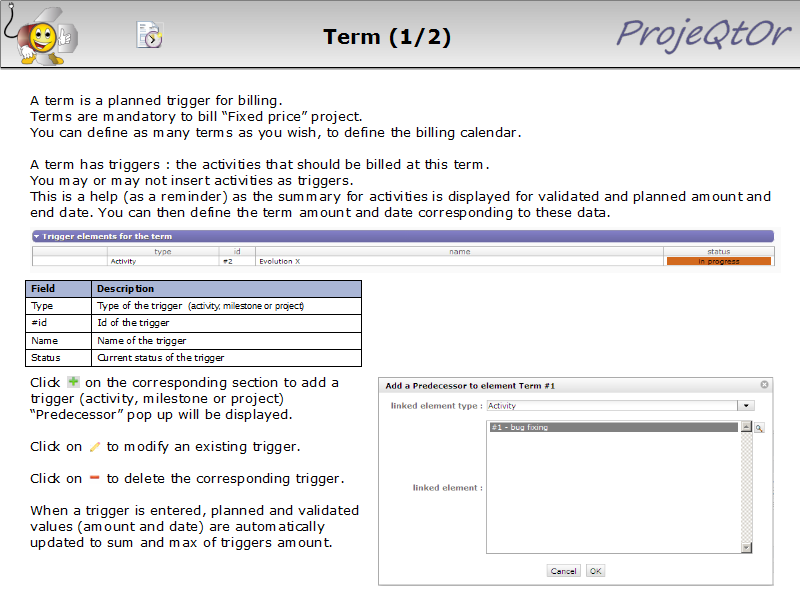 Term (1/2)
ProjeQtOr
A term is a planned trigger for billing.
Terms are mandatory to bill “Fixed price” project.
You can define as many terms as you wish, to define the billing calendar.
A term has triggers : the activities that should be billed at this term.
You may or may not insert activities as triggers.
This is a help (as a reminder) as the summary for activities is displayed for validated and planned amount and
end date. You can then define the term amount and date corresponding to these data.
Trigger elements for the term
type id name status
Activity #2 Evolution X in progress
Field Description
Type Type of the trigger (activity, milestone or project)
#id Id of the trigger
Name Name of the trigger
Status Current status of the trigger
Click on the corresponding section to add a
trigger (activity, milestone or project)
“Predecessor” pop up will be displayed.
Click on to modify an existing trigger.
Click on to delete the corresponding trigger.
When a trigger is entered, planned and validated
values (amount and date) are automatically
updated to sum and max of triggers amount.
Add a Predecessor to element Term #1
linked element type : Activity
#1 - bug fixing
linked element :
Cancel OK